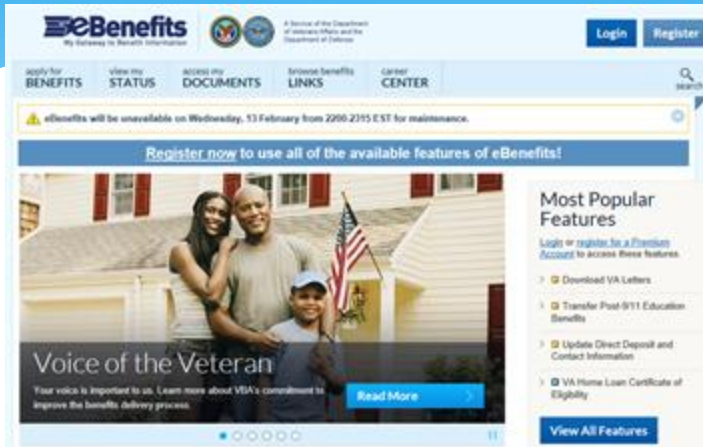 eBenefits
My Gateway to Benefit Information
A Service of the Department
of Veterans Affairs and the
Department of Defense
Login
Register
apply for
BENEFITS
view my
STATUS
access my
DOCUMENTS
browse benefits
LINKS
career
CENTER
search
eBenefits will be unavailable on Wednesday, 13 February from 2200-2315 EST for maintenance.
Register now to use all of the available features of eBenefits!
Voice of the Veteran
Your voice is important to us. Learn more about VBA's commitment to
improve the benefits delivery process.
Read More
Most Popular
Features
Login or register for a Premium
Account to access these features.
Download VA Letters
Transfer Post-9/11 Education
Benefits
Update Direct Deposit and
Contact Information
VA Home Loan Certificate of
Eligibility
View All Features